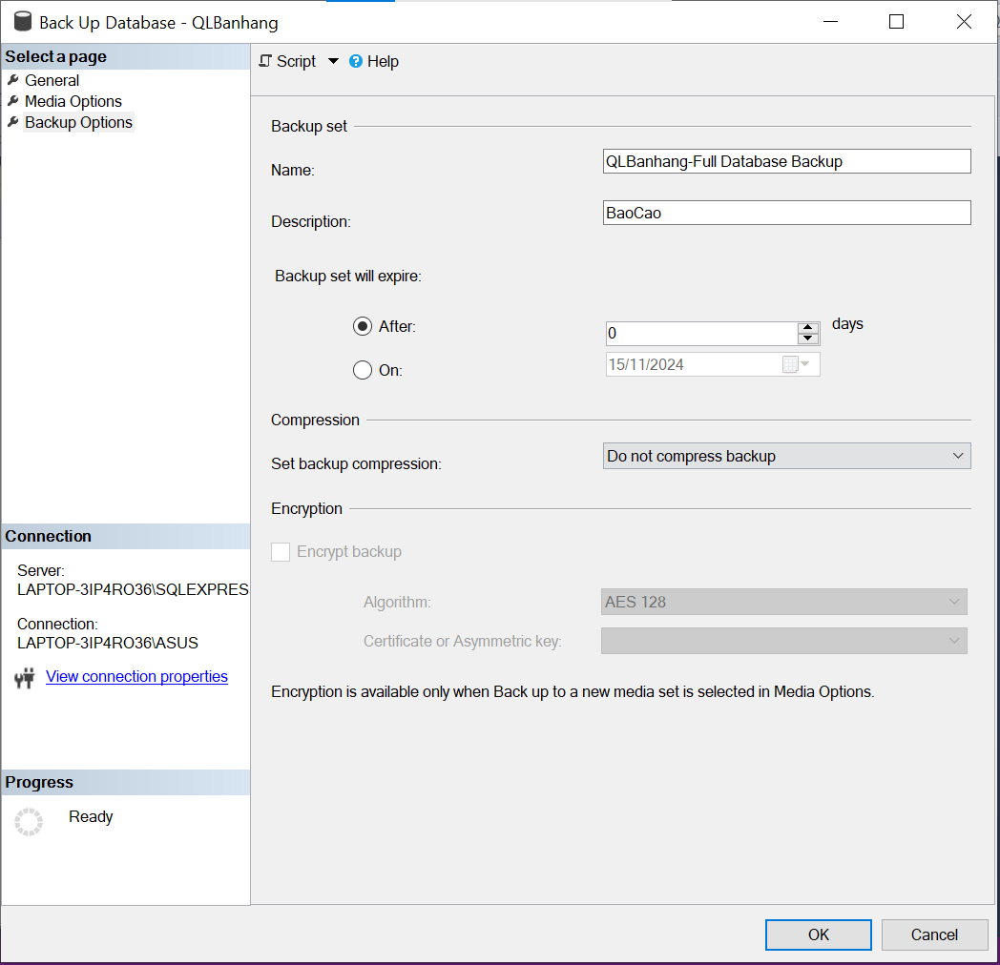 Back Up Database - QLBanhang
Select a page
General
Media Options
Backup Options
Script
Help
Backup set
Name:
QLBanhang-Full Database Backup
Description:
BaoCao
Backup set will expire:
After:
0
days
On:
15/11/2024
Compression
Set backup compression:
Do not compress backup
Encryption
Encrypt backup
Algorithm:
AES 128
Certificate or Asymmetric key:
Encryption is available only when Back up to a new media set is selected in Media Options.
Connection
Server:
LAPTOP-3IP4RO36\SQLEXPRES
Connection:
LAPTOP-3IP4RO36\ASUS
View connection properties
Progress
Ready
OK
Cancel